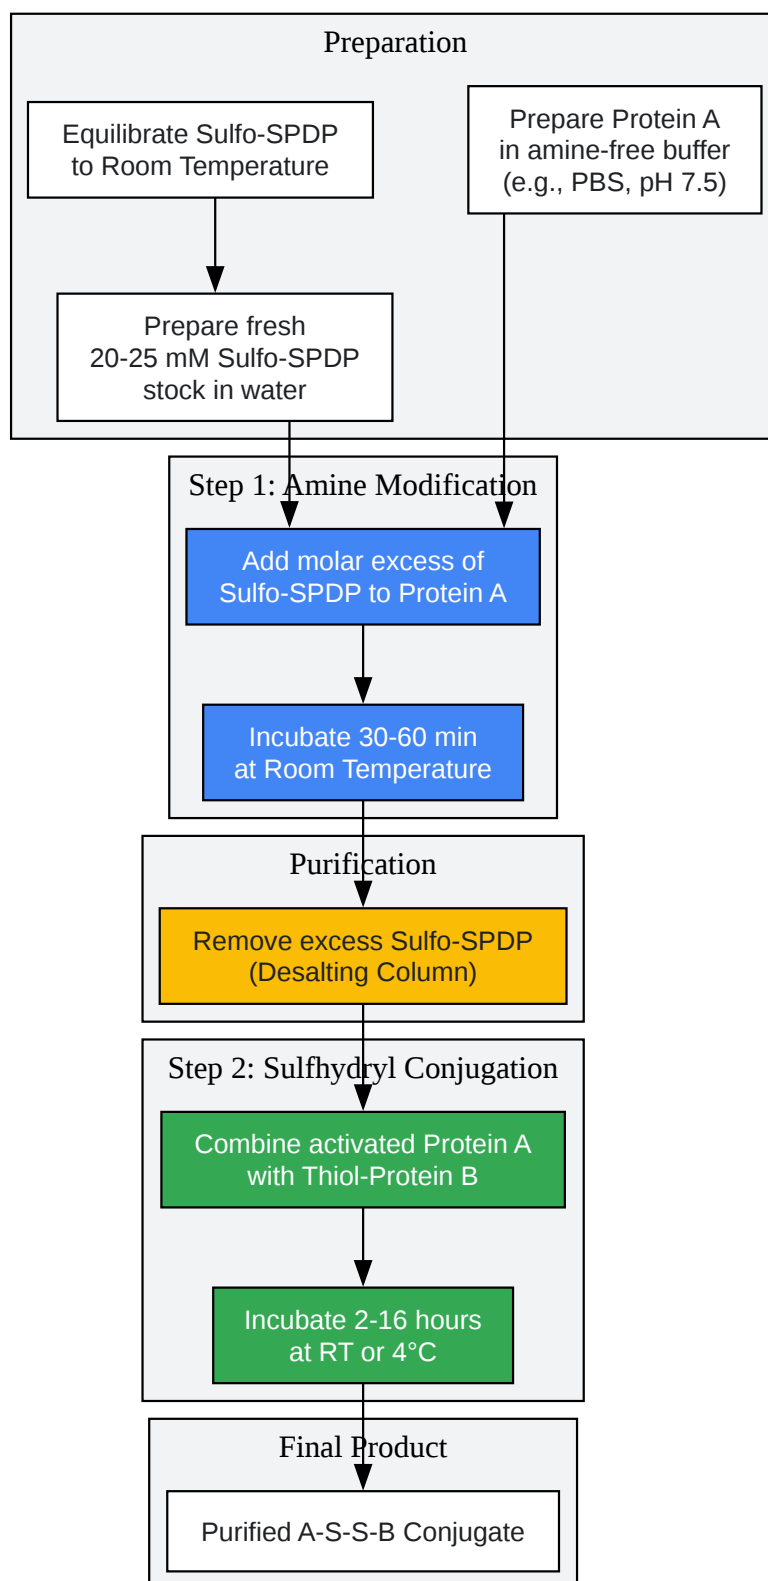 Preparation
Equilibrate Sulfo-SPDP
to Room Temperature
Prepare Protein A
in amine-free buffer
(e.g., PBS, pH 7.5)
Prepare fresh
20-25 mM Sulfo-SPDP
stock in water
Step 1: Amine Modification
Add molar excess of
Sulfo-SPDP to Protein A
Incubate 30-60 min
at Room Temperature
Purification
Remove excess Sulfo-SPDP
(Desalting Column)
Step 2: Sulfhydryl Conjugation
Combine activated Protein A
with Thiol-Protein B
Incubate 2-16 hours
at RT or 4°C
Final Product
Purified A-S-S-B Conjugate